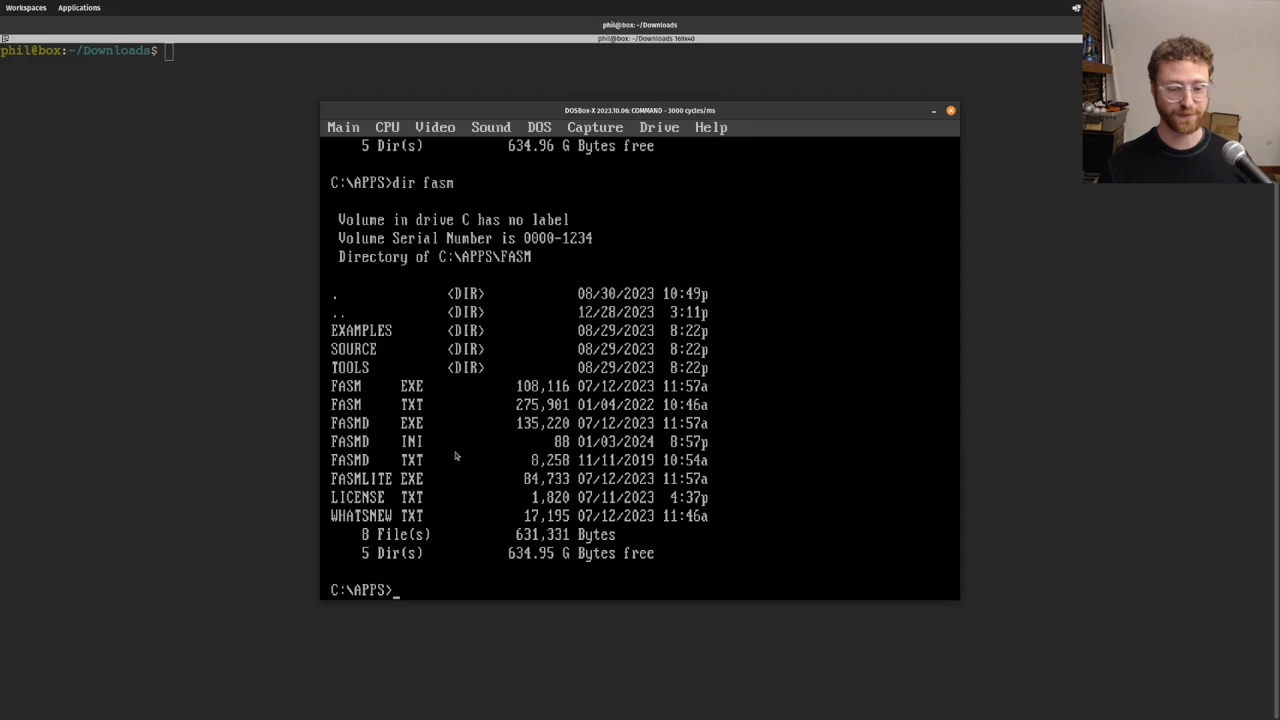 Workspaces Applications
phil@box: ~/Downloads
phil@box: ~/Downloads 169x40
phil@box:~/Downloads$
DOSBox-X 2023.10.06: COMMAND - 3000 cycles/ms
Main CPU Video Sound DOS Capture Drive Help
5 Dir(s) 634.96 G Bytes free
C:\APPS>dir fasm
Volume in drive C has no label
Volume Serial Number is 0000-1234
Directory of C:\APPS\FASM
. <DIR> 08/30/2023 10:49p
.. <DIR> 12/28/2023 3:11p
EXAMPLES <DIR> 08/29/2023 8:22p
SOURCE <DIR> 08/29/2023 8:22p
TOOLS <DIR> 08/29/2023 8:22p
FASM EXE 108,116 07/12/2023 11:57a
FASM TXT 275,901 01/04/2022 10:46a
FASMD EXE 135,220 07/12/2023 11:57a
FASMD INI 88 01/03/2024 8:57p
FASMD TXT 8,258 11/11/2019 10:54a
FASMLITE EXE 84,733 07/12/2023 11:57a
LICENSE TXT 1,820 07/11/2023 4:37p
WHATSNEW TXT 17,195 07/12/2023 11:46a
8 File(s) 631,331 Bytes
5 Dir(s) 634.95 G Bytes free
C:\APPS>_